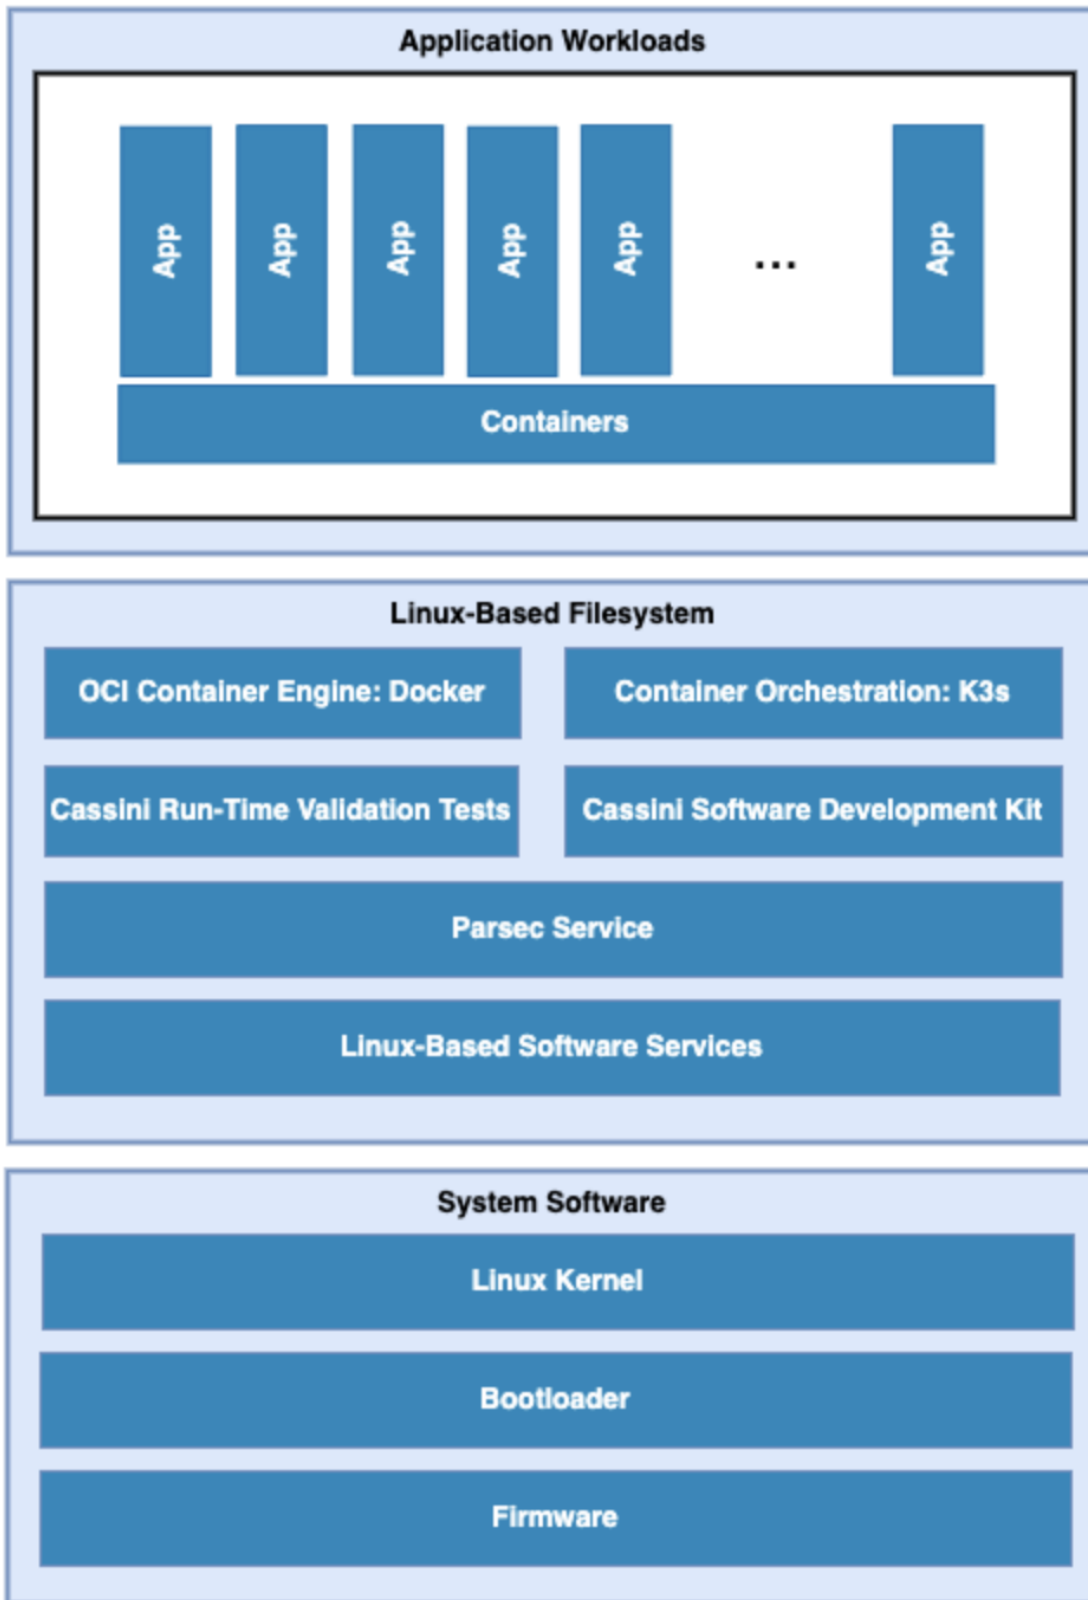 Application Workloads
App
App
App
App
App
...
App
Containers
Linux-Based Filesystem
OCI Container Engine: Docker
Container Orchestration: K3s
Cassini Run-Time Validation Tests
Cassini Software Development Kit
Parsec Service
Linux-Based Software Services
System Software
Linux Kernel
Bootloader
Firmware